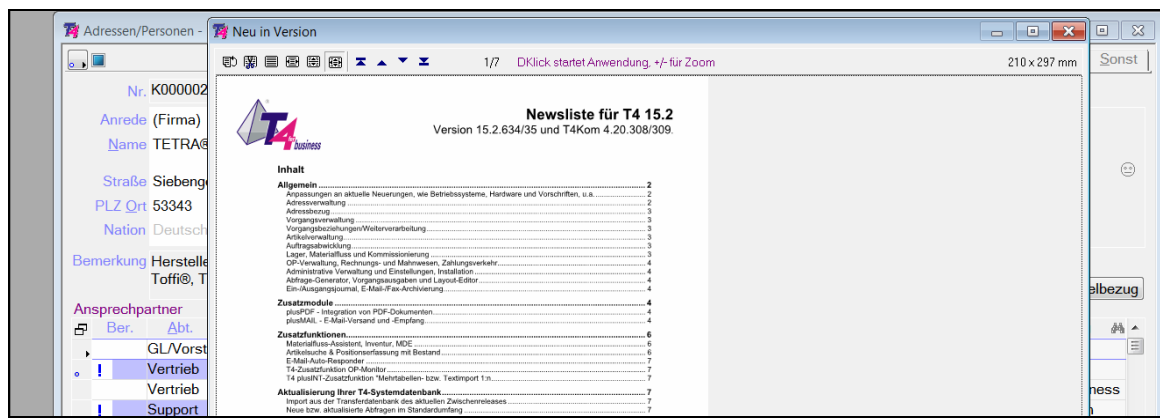 Adressen/Personen -
Neu in Version
1/7
DKlick startet Anwendung, +/- für Zoom
210 x 297 mm
Sonst
Nr. K000002
Anrede (Firma)
Name TETRA®
Straße Siebeng
PLZ Ort 53343
Nation Deutsch
Bemerkung Herstelle
Toffi®, T
elbezug
Ansprechpartner
Ber. Abt.
GL/Vorst
! Vertrieb
Vertrieb
ness
! Support
T4 business
Newsliste für T4 15.2
Version 15.2.634/35 und T4Kom 4.20.308/309.
Inhalt
Allgemein 2
Anpassungen an aktuelle Neuerungen, wie Betriebssysteme, Hardware und Vorschriften, u.a. 2
Adressverwaltung 2
Adressbezug 3
Vorgangsverwaltung 3
Vorgangsbeziehungen/Weiterverarbeitung 3
Artikelverwaltung 3
Auftragsabwicklung 3
Lager, Materialfluss und Kommissionierung 3
OP-Verwaltung, Rechnungs- und Mahnwesen, Zahlungsverkehr 4
Administrative Verwaltung und Einstellungen, Installation 4
Abfrage-Generator, Vorgangsausgaben und Layout-Editor 4
Ein-/Ausgangsjournal, E-Mail-/Fax-Archivierung 4
Zusatzmodule 4
plusPDF - Integration von PDF-Dokumenten 4
plusMAIL - E-Mail-Versand und -Empfang 4
Zusatzfunktionen 6
Materialfluss-Assistent, Inventur, MDE 6
Artikelsuche & Positionserfassung mit Bestand 6
E-Mail-Auto-Responder 7
T4-Zusatzfunktion OP-Monitor 7
T4 plusINT-Zusatzfunktion "Mehrtabellen- bzw. Textimport 1:n 7
Aktualisierung Ihrer T4-Systemdatenbank 7
Import aus der Transferdatenbank des aktuellen Zwischenreleases 7
Neue bzw. aktualisierte Abfragen im Standardumfang 7